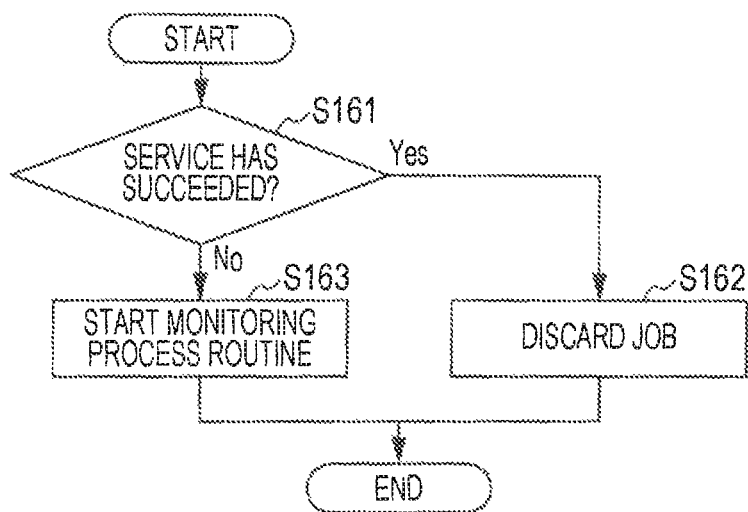 START
S161
SERVICE HAS
SUCCEEDED?
Yes
No
S163
START MONITORING
PROCESS ROUTINE
S162
DISCARD JOB
END